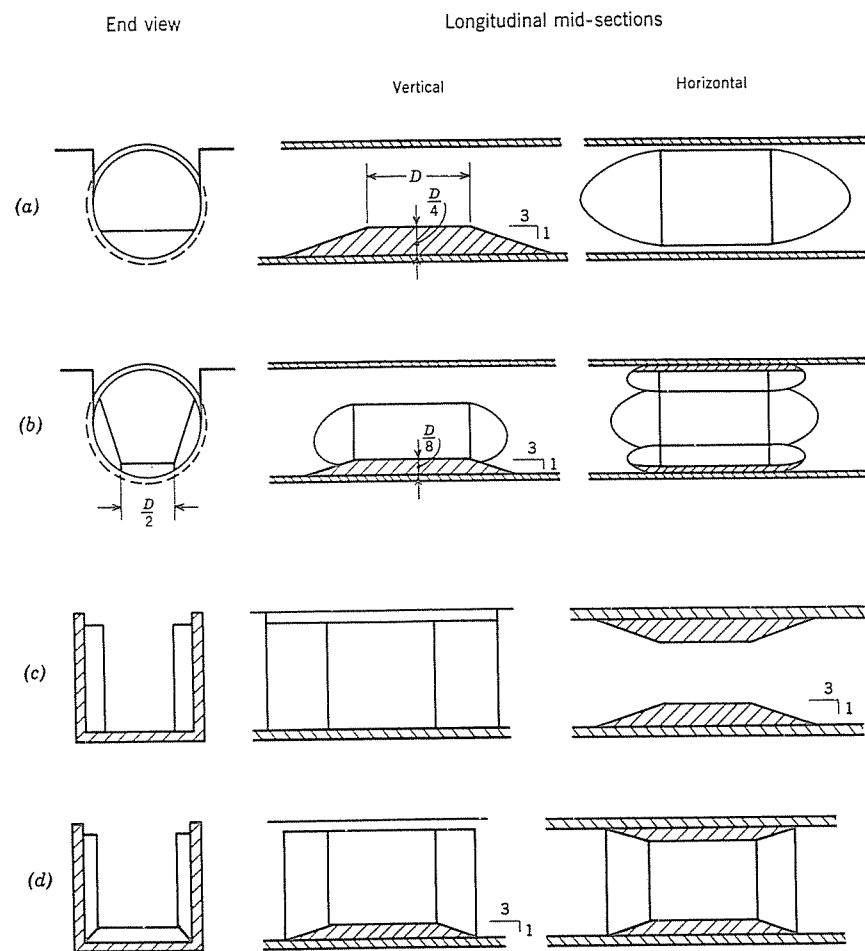 End view
Longitudinal mid-sections
Vertical
Horizontal
(a)
D
D/4
3
1
(b)
D/2
D/8
3
1
(c)
3
1
(d)
3
1